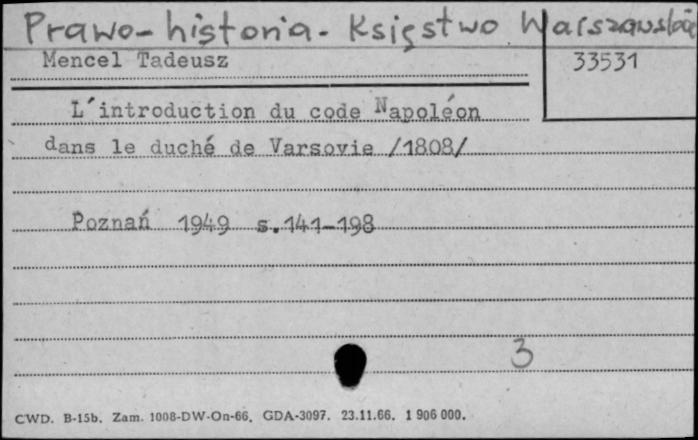 Prawo-historia. Księstwo Warszawskie
Mencel Tadeusz
33531
L´introduction du code Napoléon
dans le duché de Varsovie /1808/
Poznań 1949 s.141-198
3
CWD. B-15b. Zam. 1008-DW-On-66. GDA-3097. 23.11.66. 1 906 000.